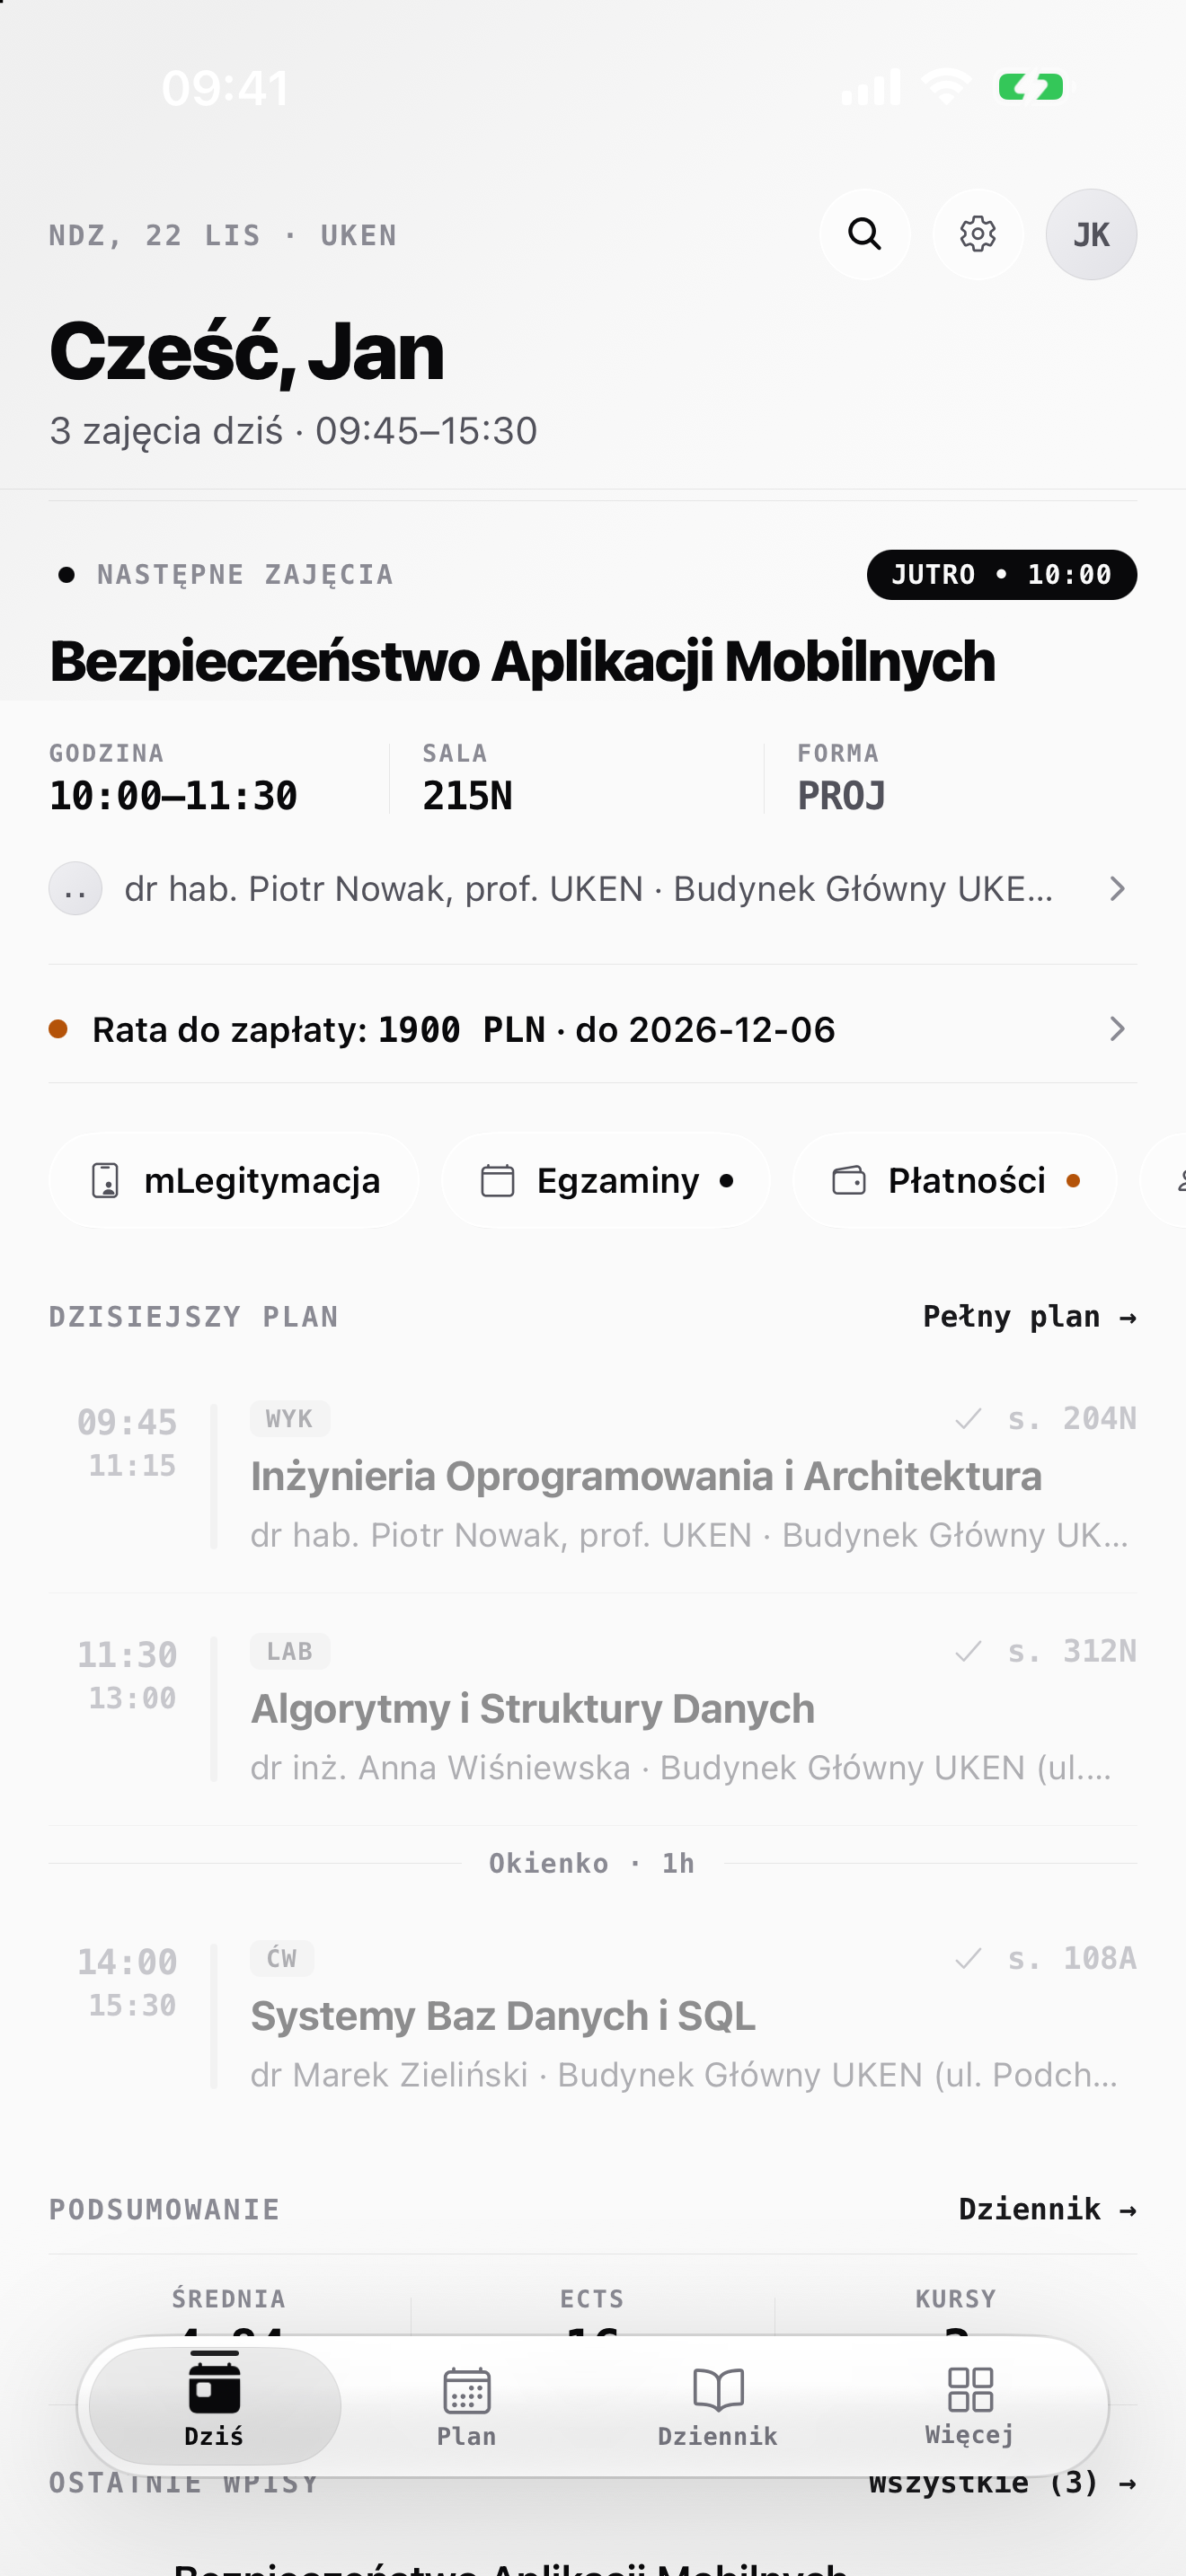 09:41
NDZ, 22 LIS · UKEN
JK
Cześć, Jan
3 zajęcia dziś · 09:45–15:30
NASTĘPNE ZAJĘCIA
JUTRO • 10:00
Bezpieczeństwo Aplikacji Mobilnych
GODZINA SALA FORMA
10:00–11:30 215N PROJ
.. dr hab. Piotr Nowak, prof. UKEN · Budynek Główny UKE...
Rata do zapłaty: 1900 PLN · do 2026-12-06
mLegitymacja Egzaminy Płatności
DZISIEJSZY PLAN Pełny plan →
09:45 WYK s. 204N
11:15
Inżynieria Oprogramowania i Architektura
dr hab. Piotr Nowak, prof. UKEN · Budynek Główny UK...
11:30 LAB s. 312N
13:00
Algorytmy i Struktury Danych
dr inż. Anna Wiśniewska · Budynek Główny UKEN (ul....
Okienko · 1h
14:00 ĆW s. 108A
15:30
Systemy Baz Danych i SQL
dr Marek Zieliński · Budynek Główny UKEN (ul. Podch...
PODSUMOWANIE Dziennik →
ŚREDNIA ECTS KURSY
Dziś Plan Dziennik Więcej
OSTATNIE WPISY Wszystkie (3) →
Bezpieczeństwo Aplikacji Mobilnych